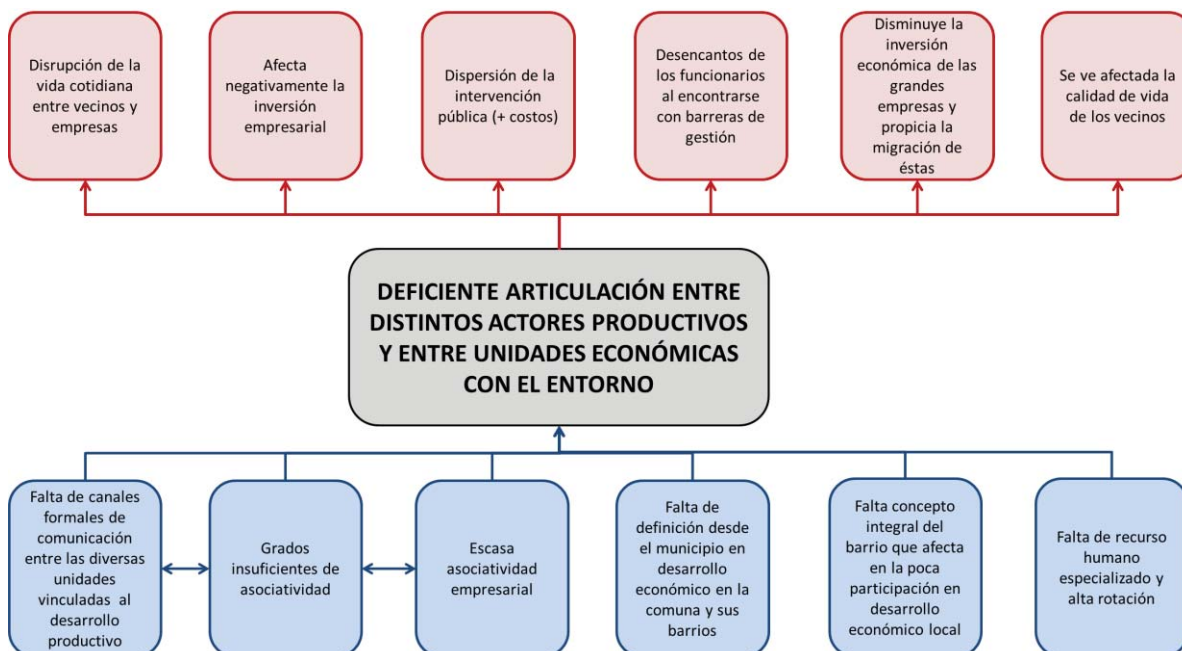 Disrupción de la
vida cotidiana
entre vecinos y
empresas
Afecta
negativamente la
inversión
empresarial
Dispersión de la
intervención
pública (+ costos)
Desencantos de
los funcionarios
al encontrarse
con barreras de
gestión
Disminuye la
inversión
económica de las
grandes
empresas y
propicia la
migración de
éstas
Se ve afectada la
calidad de vida
de los vecinos
DEFICIENTE ARTICULACIÓN ENTRE
DISTINTOS ACTORES PRODUCTIVOS
Y ENTRE UNIDADES ECONÓMICAS
CON EL ENTORNO
Falta de canales
formales de
comunicación
entre las diversas
unidades
vinculadas al
desarrollo
productivo
Grados
insuficientes de
asociatividad
Escasa
asociatividad
empresarial
Falta de
definición desde
el municipio en
desarrollo
económico en la
comuna y sus
barrios
Falta concepto
integral del
barrio que afecta
en la poca
participación en
desarrollo
económico local
Falta de recurso
humano
especializado y
alta rotación